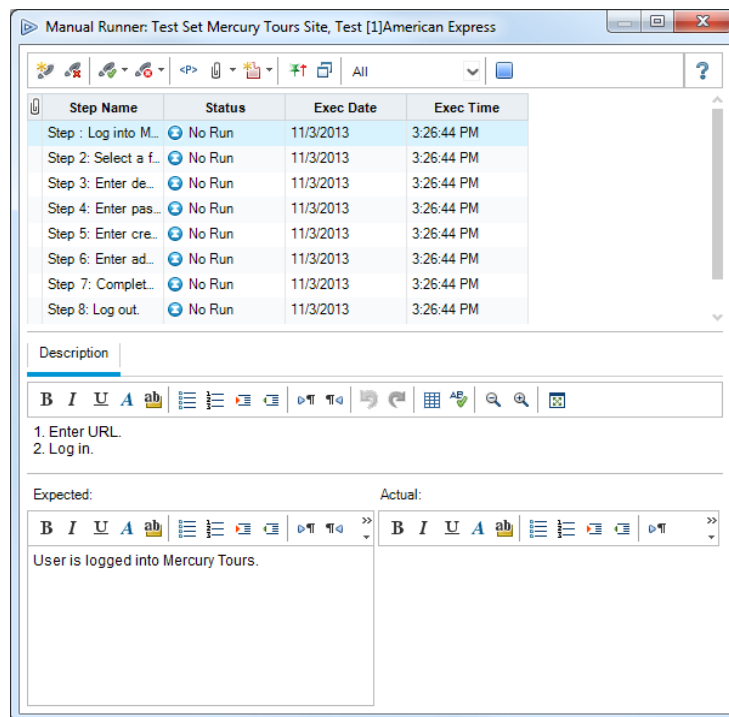 Manual Runner: Test Set Mercury Tours Site, Test [1]American Express
<P> All ?
Step Name Status Exec Date Exec Time
Step : Log into M... No Run 11/3/2013 3:26:44 PM
Step 2: Select a f... No Run 11/3/2013 3:26:44 PM
Step 3: Enter de... No Run 11/3/2013 3:26:44 PM
Step 4: Enter pas... No Run 11/3/2013 3:26:44 PM
Step 5: Enter cre... No Run 11/3/2013 3:26:44 PM
Step 6: Enter ad... No Run 11/3/2013 3:26:44 PM
Step 7: Complet... No Run 11/3/2013 3:26:44 PM
Step 8: Log out. No Run 11/3/2013 3:26:44 PM
Description
B I U A ab
1. Enter URL.
2. Log in.
Expected: Actual:
B I U A ab B I U A ab
User is logged into Mercury Tours.